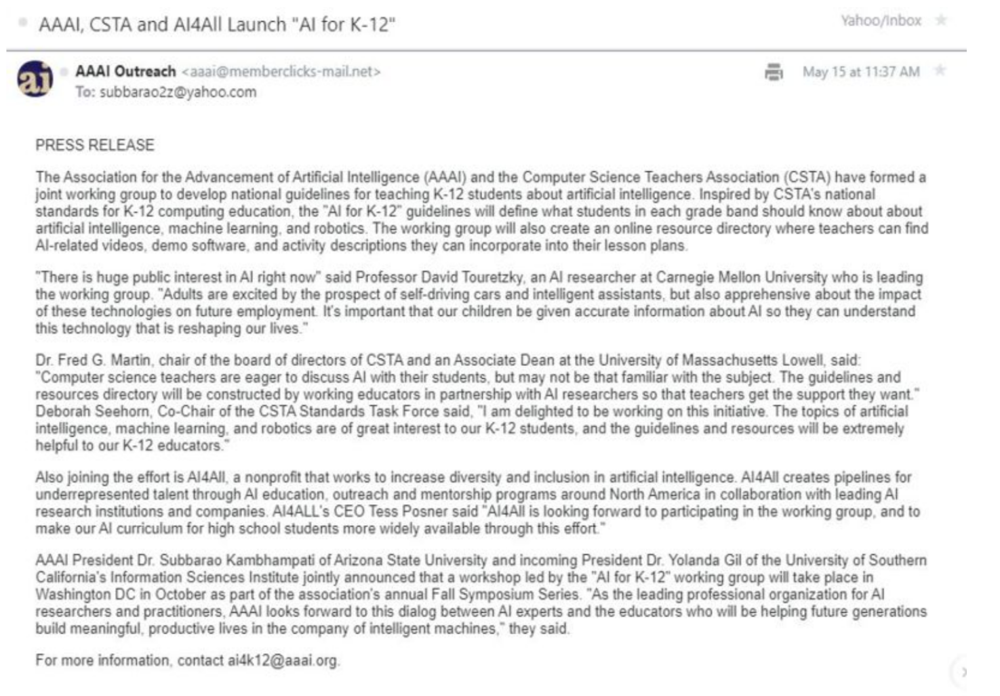 AAAI, CSTA and AI4All Launch "AI for K-12"
Yahoo/Inbox
ai
AAAI Outreach <aaai@memberclicks-mail.net>
May 15 at 11:37 AM
To: subbarao2z@yahoo.com
PRESS RELEASE
The Association for the Advancement of Artificial Intelligence (AAAI) and the Computer Science Teachers Association (CSTA) have formed a
joint working group to develop national guidelines for teaching K-12 students about artificial intelligence. Inspired by CSTA's national
standards for K-12 computing education, the "AI for K-12" guidelines will define what students in each grade band should know about about
artificial intelligence, machine learning, and robotics. The working group will also create an online resource directory where teachers can find
AI-related videos, demo software, and activity descriptions they can incorporate into their lesson plans.
"There is huge public interest in AI right now" said Professor David Touretzky, an AI researcher at Carnegie Mellon University who is leading
the working group. "Adults are excited by the prospect of self-driving cars and intelligent assistants, but also apprehensive about the impact
of these technologies on future employment. It's important that our children be given accurate information about AI so they can understand
this technology that is reshaping our lives."
Dr. Fred G. Martin, chair of the board of directors of CSTA and an Associate Dean at the University of Massachusetts Lowell, said:
"Computer science teachers are eager to discuss AI with their students, but may not be that familiar with the subject. The guidelines and
resources directory will be constructed by working educators in partnership with AI researchers so that teachers get the support they want."
Deborah Seehorn, Co-Chair of the CSTA Standards Task Force said, "I am delighted to be working on this initiative. The topics of artificial
intelligence, machine learning, and robotics are of great interest to our K-12 students, and the guidelines and resources will be extremely
helpful to our K-12 educators."
Also joining the effort is AI4All, a nonprofit that works to increase diversity and inclusion in artificial intelligence. AI4All creates pipelines for
underrepresented talent through AI education, outreach and mentorship programs around North America in collaboration with leading AI
research institutions and companies. AI4ALL's CEO Tess Posner said "AI4All is looking forward to participating in the working group, and to
make our AI curriculum for high school students more widely available through this effort."
AAAI President Dr. Subbarao Kambhampati of Arizona State University and incoming President Dr. Yolanda Gil of the University of Southern
California's Information Sciences Institute jointly announced that a workshop led by the "AI for K-12" working group will take place in
Washington DC in October as part of the association's annual Fall Symposium Series. "As the leading professional organization for AI
researchers and practitioners, AAAI looks forward to this dialog between AI experts and the educators who will be helping future generations
build meaningful, productive lives in the company of intelligent machines," they said.
For more information, contact ai4k12@aaai.org.